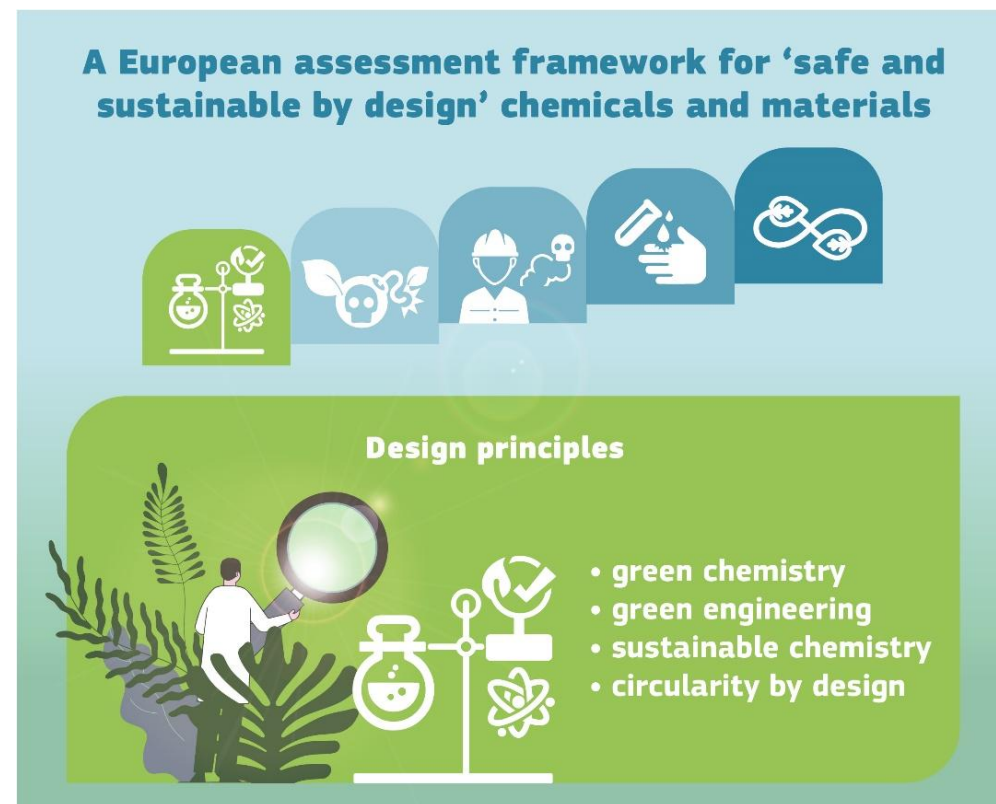 A European assessment framework for ‘safe and
sustainable by design’ chemicals and materials
Design principles
• green chemistry
• green engineering
• sustainable chemistry
• circularity by design